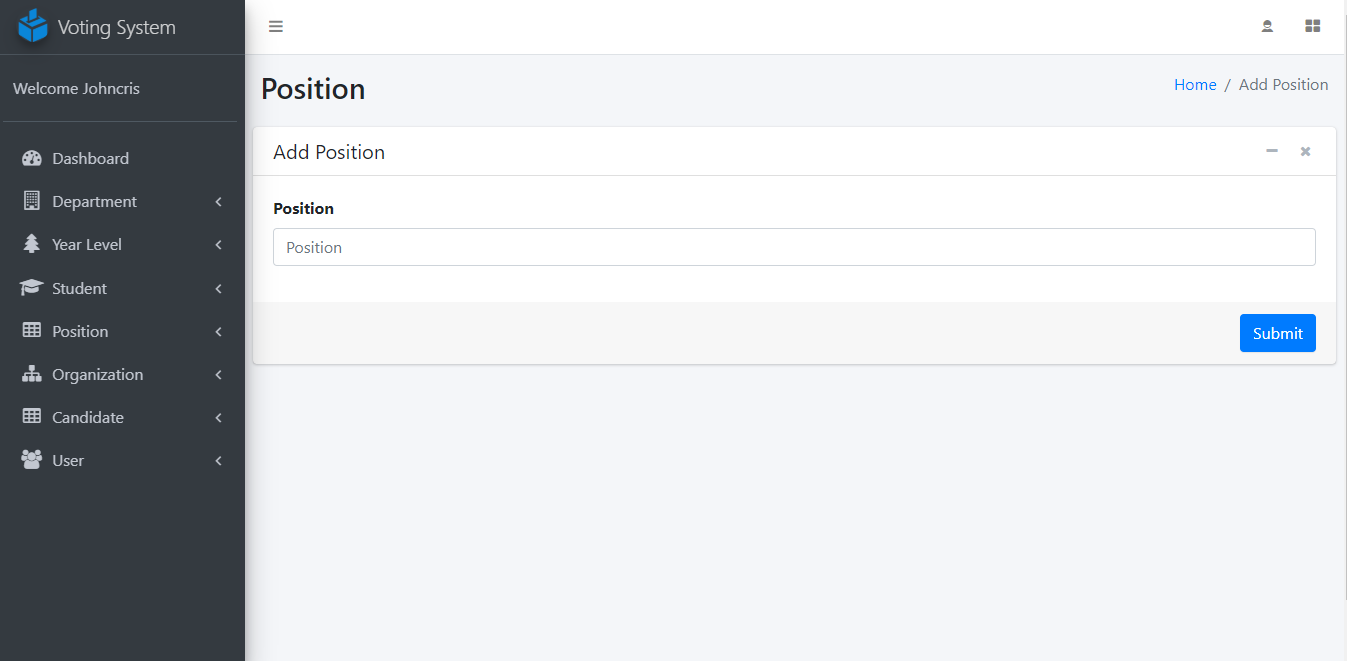 Voting System
Welcome Johncris
Dashboard
Department
Year Level
Student
Position
Organization
Candidate
User
Position
Home / Add Position
Add Position
Position
Position
Submit